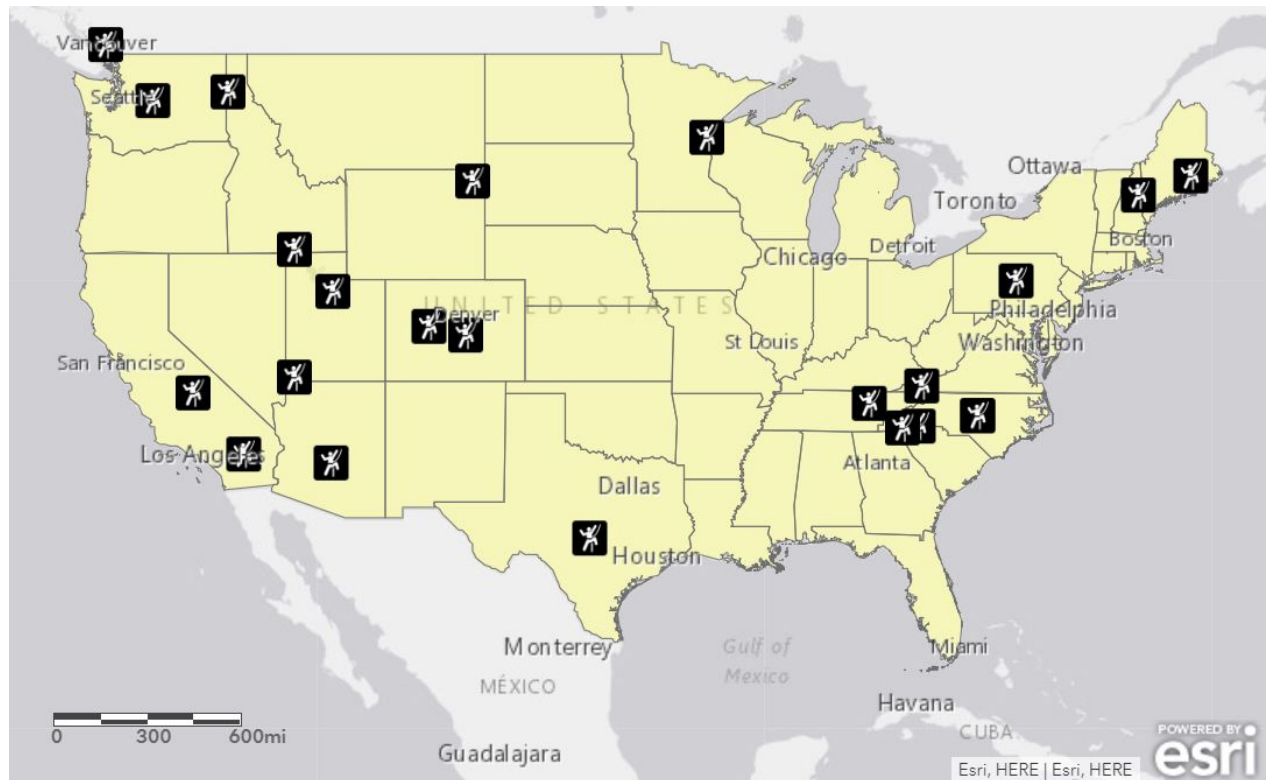 Vancouver
Seattle
Ottawa
Toronto
Boston
Detroit
Chicago
UNITED STATES
Denver
Philadelphia
St Louis
Washington
San Francisco
Los Angeles
Atlanta
Dallas
Houston
Monterrey
Gulf of
Mexico
Miami
MÉXICO
Havana
CUBA
0 300 600mi
Guadalajara
POWERED BY
esri
Esri, HERE | Esri, HERE